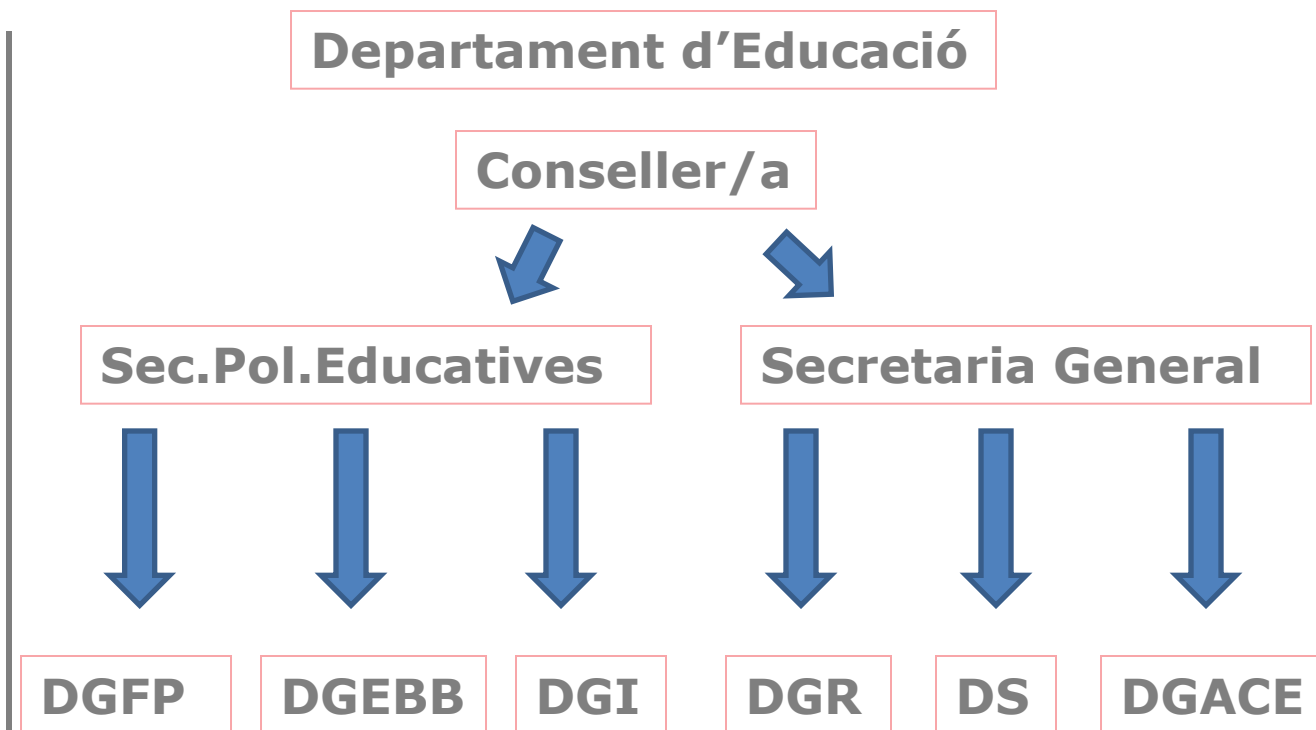 Departament d’Educació
Conseller/a
Sec.Pol.Educatives
Secretaria General
DGFP
DGEBB
DGI
DGR
DS
DGACE